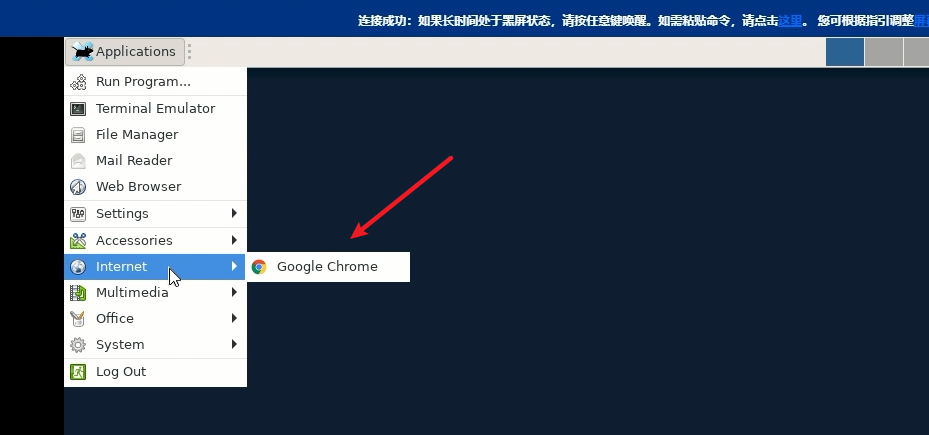 连接成功：如果长时间处于黑屏状态，请按任意键唤醒。如需粘贴命令，请点击这里。 您可根据指引调整
Applications
Run Program...
Terminal Emulator
File Manager
Mail Reader
Web Browser
Settings
Accessories
Internet
Google Chrome
Multimedia
Office
System
Log Out